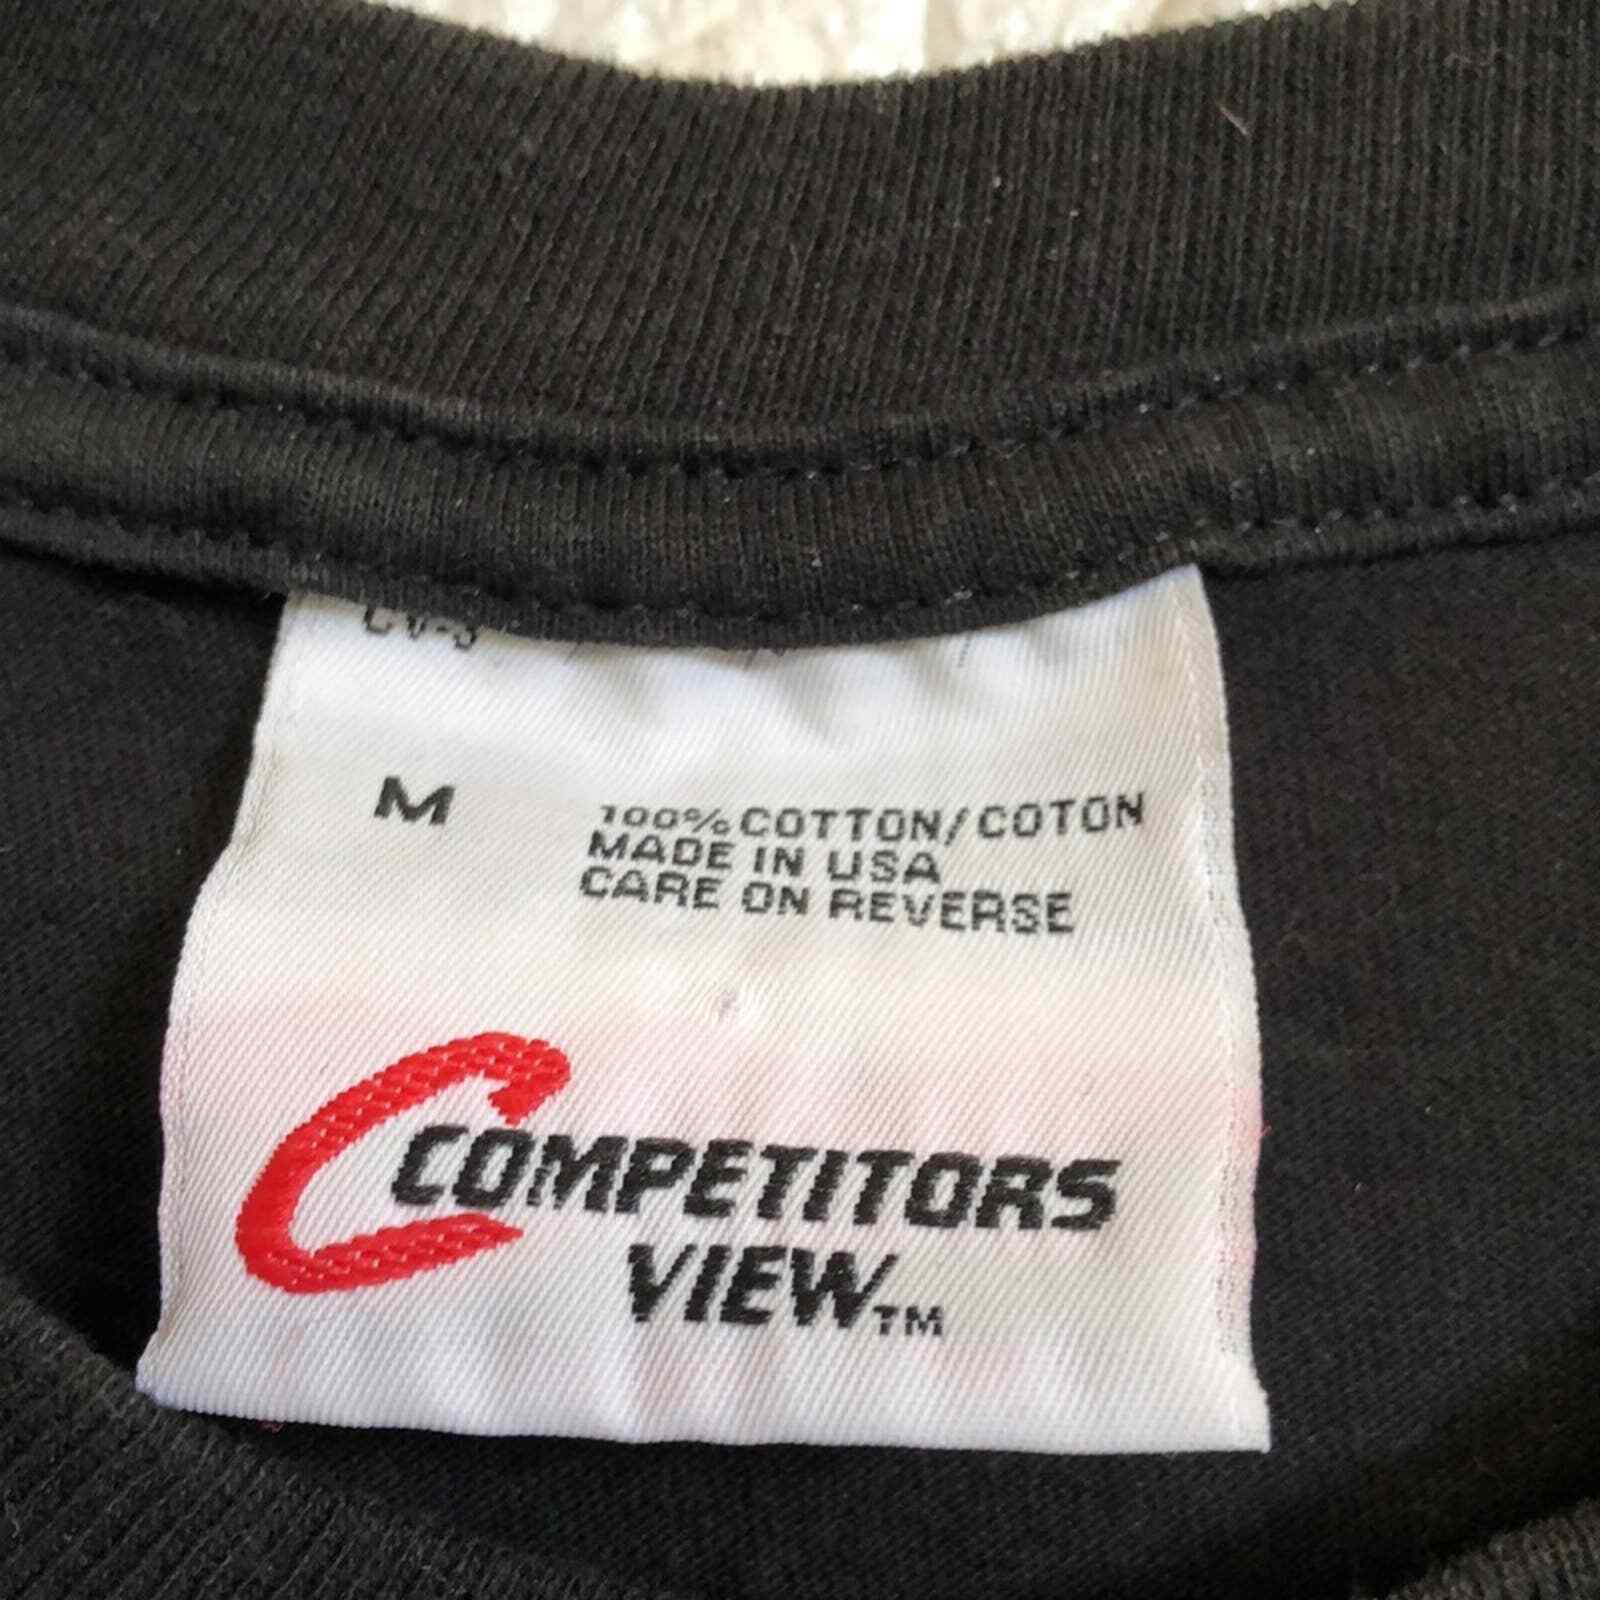 M
100% COTTON/COTON
MADE IN USA
CARE ON REVERSE
COMPETITORS
VIEW™